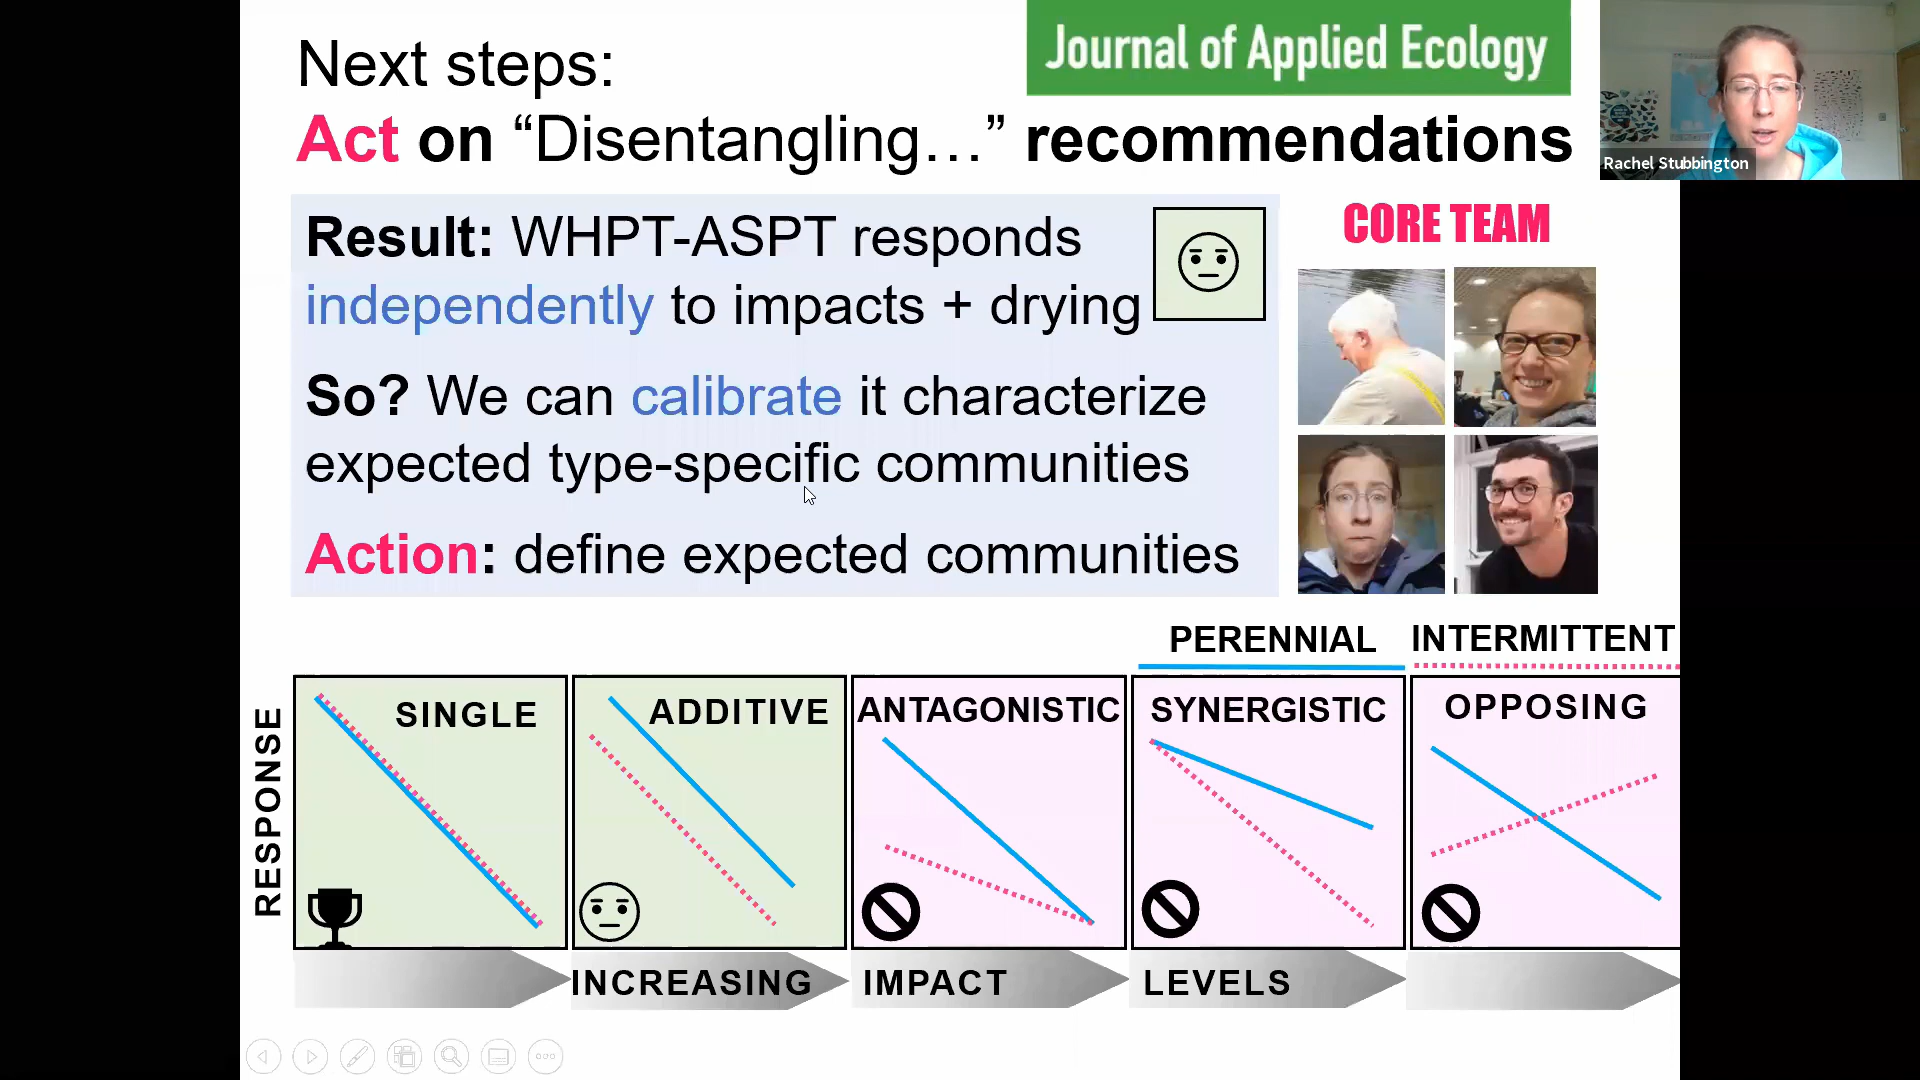 Next steps:
Journal of Applied Ecology
Act on “Disentangling…” recommendations
Rachel Stubbington
Result: WHPT-ASPT responds
independently to impacts + drying
So? We can calibrate it characterize
expected type-specific communities
Action: define expected communities
CORE TEAM
PERENNIAL
INTERMITTENT
RESPONSE
SINGLE
ADDITIVE
ANTAGONISTIC
SYNERGISTIC
OPPOSING
INCREASING IMPACT LEVELS